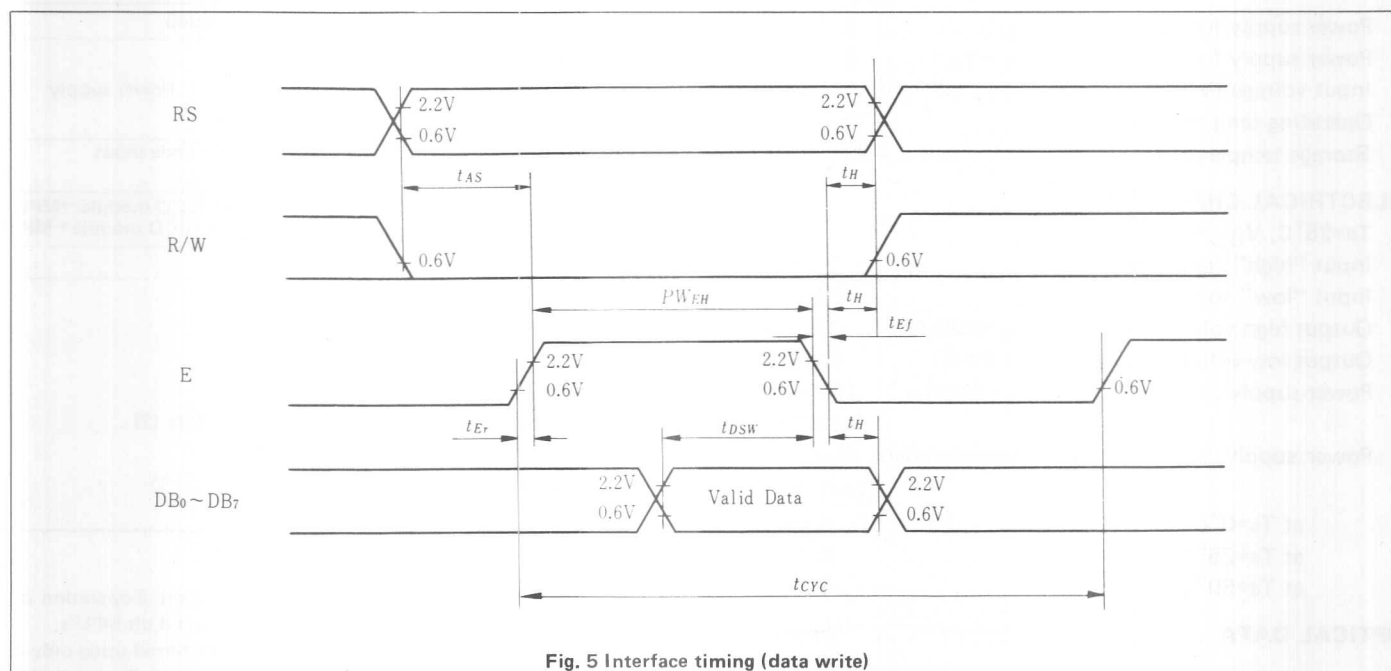 RS
2.2V
0.6V
2.2V
0.6V
tAS
tH
R/W
0.6V
0.6V
PWEH
tH
tEf
E
2.2V
0.6V
2.2V
0.6V
0.6V
tEr
tDSW
tH
DB0~DB7
2.2V
0.6V
Valid Data
2.2V
0.6V
tCYC
Fig. 5 Interface timing (data write)